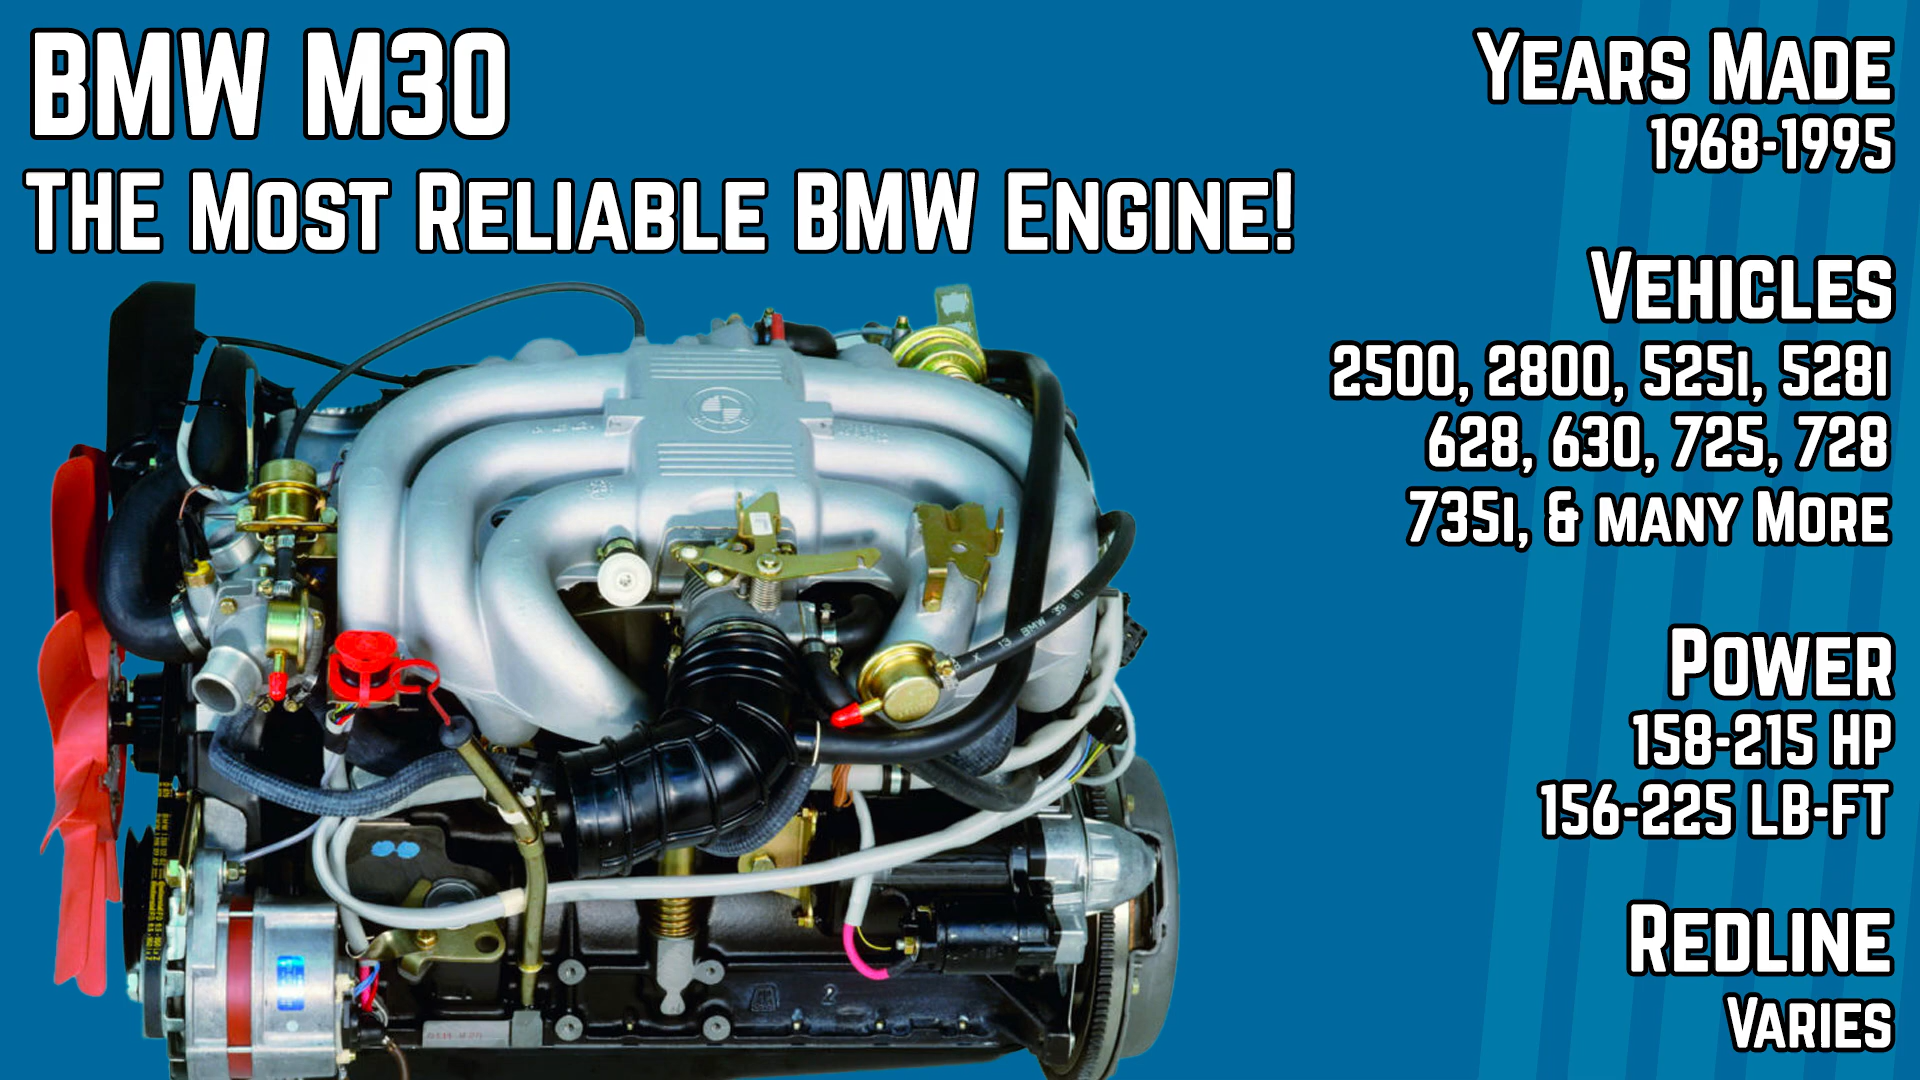 BMW M30
THE MOST RELIABLE BMW ENGINE!
YEARS MADE
1968-1995
VEHICLES
2500, 2800, 525I, 528I
628, 630, 725, 728
735I, & MANY MORE
POWER
158-215 HP
156-225 LB-FT
REDLINE
VARIES